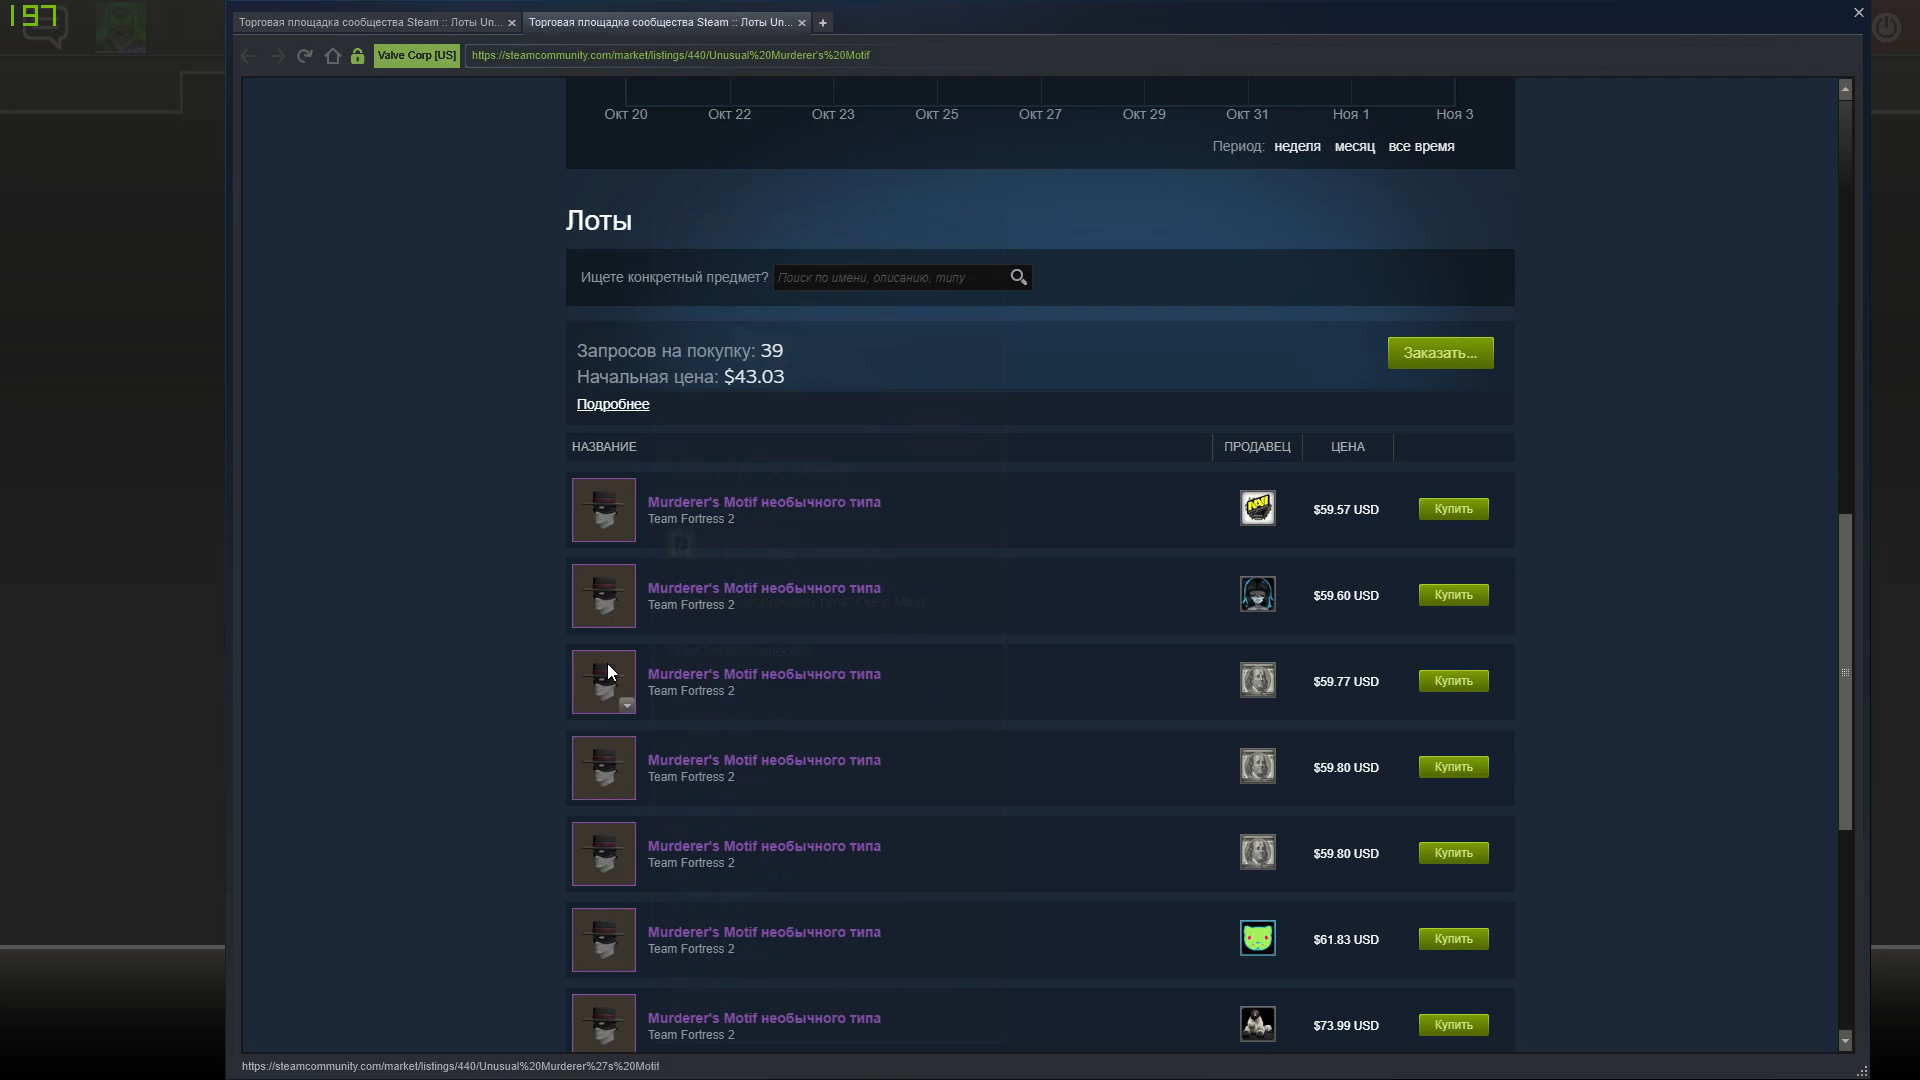 197
Торговая площадка сообщества Steam :: Лоты Un...
Торговая площадка сообщества Steam :: Лоты Un...
Valve Corp [US]
https://steamcommunity.com/market/listings/440/Unusual%20Murderer's%20Motif
Окт 20 Окт 22 Окт 23 Окт 25 Окт 27 Окт 29 Окт 31 Ноя 1 Ноя 3
Период: неделя месяц все время
Лоты
Ищете конкретный предмет? Поиск по имени, описанию, типу
Запросов на покупку: 39
Заказать...
Начальная цена: $43.03
Подробнее
НАЗВАНИЕ ПРОДАВЕЦ ЦЕНА
Murderer's Motif необычного типа
Team Fortress 2
$59.57 USD Купить
Murderer's Motif необычного типа
Team Fortress 2
$59.60 USD Купить
Murderer's Motif необычного типа
Team Fortress 2
$59.77 USD Купить
Murderer's Motif необычного типа
Team Fortress 2
$59.80 USD Купить
Murderer's Motif необычного типа
Team Fortress 2
$59.80 USD Купить
Murderer's Motif необычного типа
Team Fortress 2
$61.83 USD Купить
Murderer's Motif необычного типа
Team Fortress 2
$73.99 USD Купить
https://steamcommunity.com/market/listings/440/Unusual%20Murderer%27s%20Motif